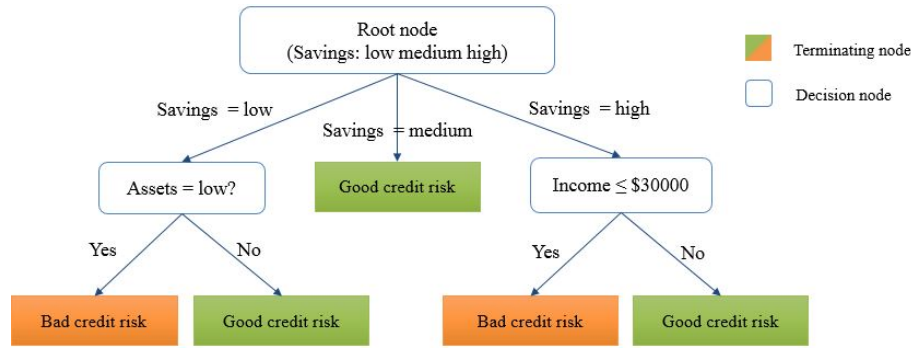 Root node
(Savings: low medium high)
Terminating node
Decision node
Savings = low
Savings = medium
Savings = high
Assets = low?
Good credit risk
Income ≤ $30000
Yes
No
Yes
No
Bad credit risk
Good credit risk
Bad credit risk
Good credit risk